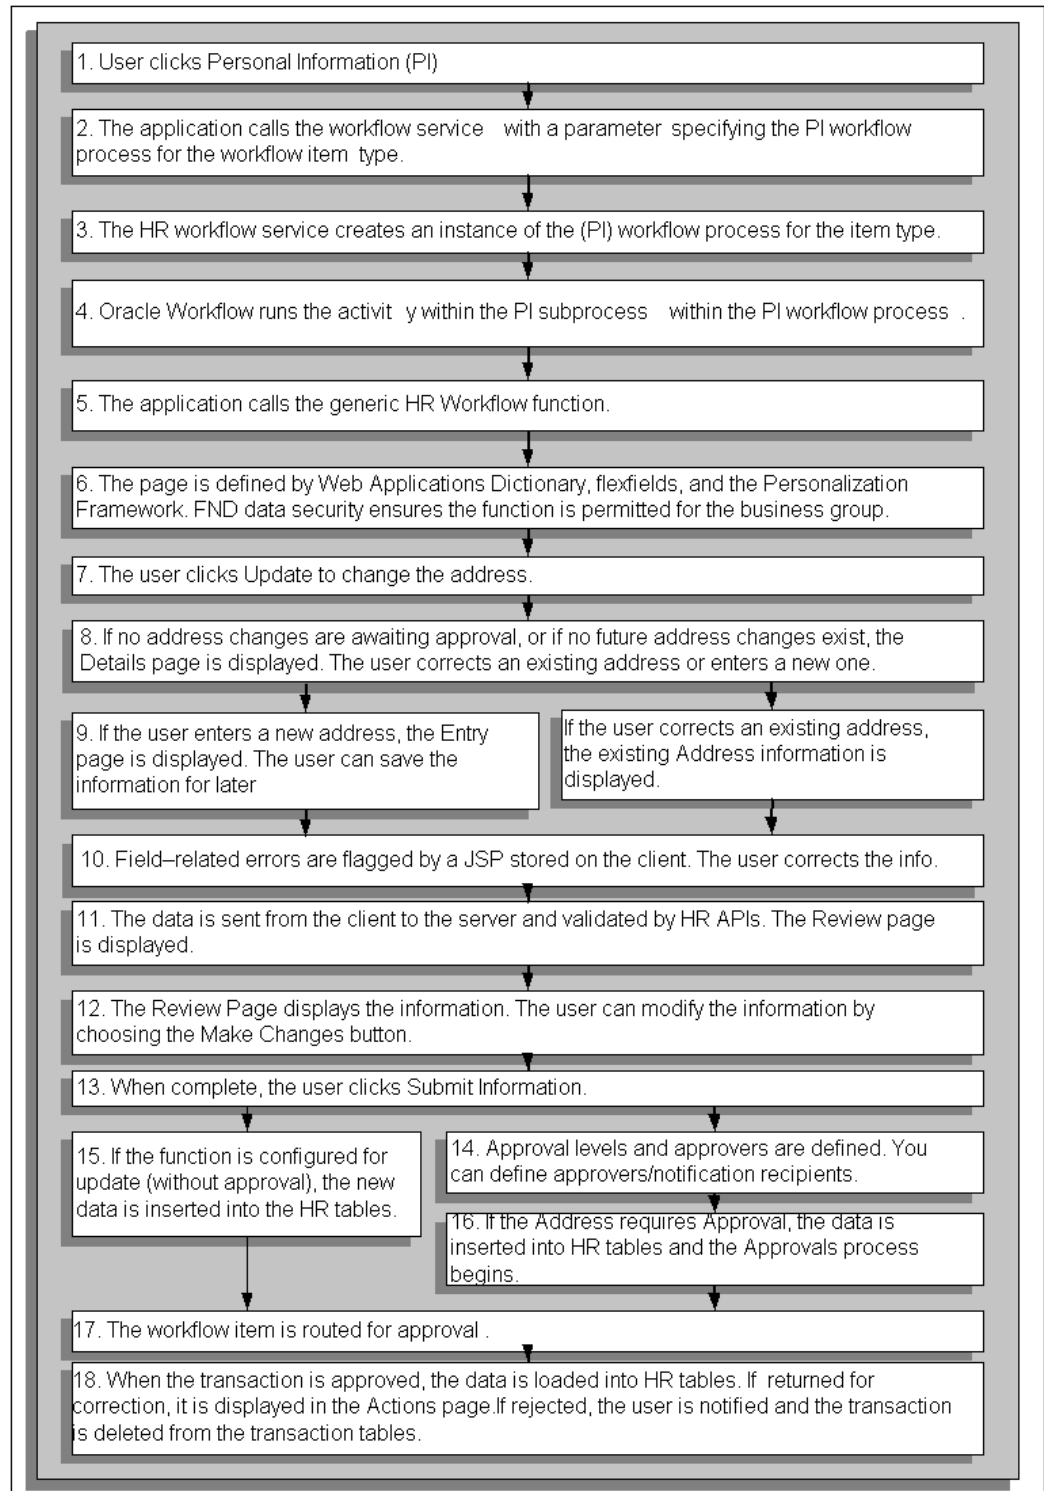 1. User clicks Personal Information (PI)
2. The application calls the workflow service with a parameter specifying the PI workflow
process for the workflow item type.
3. The HR workflow service creates an instance of the (PI) workflow process for the item type.
4. Oracle Workflow runs the activit y within the PI subprocess within the PI workflow process .
5. The application calls the generic HR Workflow function.
6. The page is defined by Web Applications Dictionary, flexfields, and the Personalization
Framework. FND data security ensures the function is permitted for the business group.
7. The user clicks Update to change the address.
8. If no address changes are awaiting approval, or if no future address changes exist, the
Details page is displayed. The user corrects an existing address or enters a new one.
9. If the user enters a new address, the Entry
page is displayed. The user can save the
information for later
If the user corrects an existing address,
the existing Address information is
displayed.
10. Field–related errors are flagged by a JSP stored on the client. The user corrects the info.
11. The data is sent from the client to the server and validated by HR APIs. The Review page
is displayed.
12. The Review Page displays the information. The user can modify the information by
choosing the Make Changes button.
13. When complete, the user clicks Submit Information.
15. If the function is configured for
update (without approval), the new
data is inserted into the HR tables.
14. Approval levels and approvers are defined. You
can define approvers/notification recipients.
16. If the Address requires Approval, the data is
inserted into HR tables and the Approvals process
begins.
17. The workflow item is routed for approval .
18. When the transaction is approved, the data is loaded into HR tables. If returned for
correction, it is displayed in the Actions page.If rejected, the user is notified and the transaction
is deleted from the transaction tables.